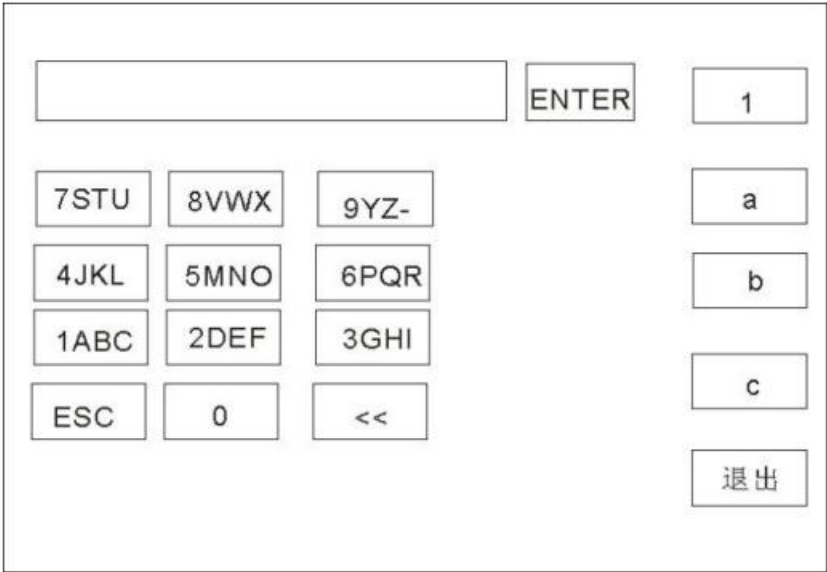 ENTER
1
7STU 8VWX 9YZ-
a
4JKL 5MNO 6PQR
b
1ABC 2DEF 3GHI
c
ESC 0 <<
退出